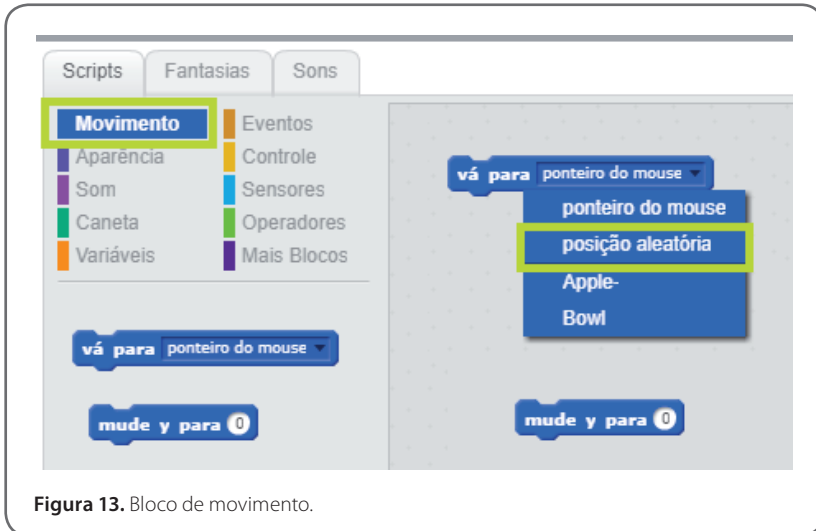 Scripts Fantasias Sons
Movimento Eventos
Aparência Controle
Som Sensores
Caneta Operadores
Variáveis Mais Blocos
vá para ponteiro do mouse
mude y para 0
vá para ponteiro do mouse
ponteiro do mouse
posição aleatória
Apple-
Bowl
mude y para 0
Figura 13. Bloco de movimento.